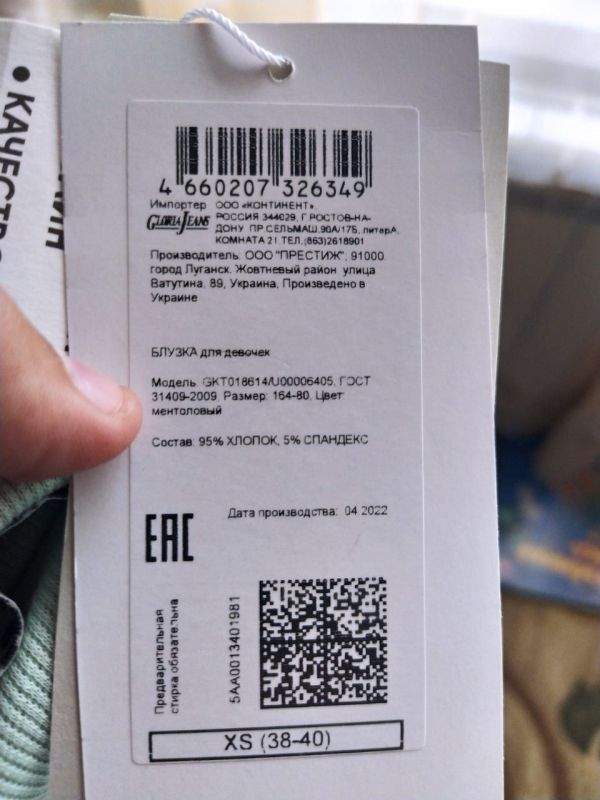 КАЧЕСТВО
4 660207 326349
Импортер ООО «КОНТИНЕНТ»,
GLORIA JEANS РОССИЯ 344029, Г.РОСТОВ-НА-
ДОНУ ПР.СЕЛЬМАШ,90А/17Б, литерА,
КОМНАТА 21 ТЕЛ.(863)2618901
Производитель: ООО "ПРЕСТИЖ", 91000
город Луганск, Жовтневый район улица
Ватутина, 89, Украина, Произведено в
Украине
БЛУЗКА для девочек
Модель: GKT018614/U00006405, ГОСТ
31409-2009, Размер: 164-80, Цвет:
ментоловый
Состав: 95% ХЛОПОК, 5% СПАНДЕКС
Дата производства: 04.2022
EAC
Предварительная
стирка обязательна
5AA0013401981
XS (38-40)